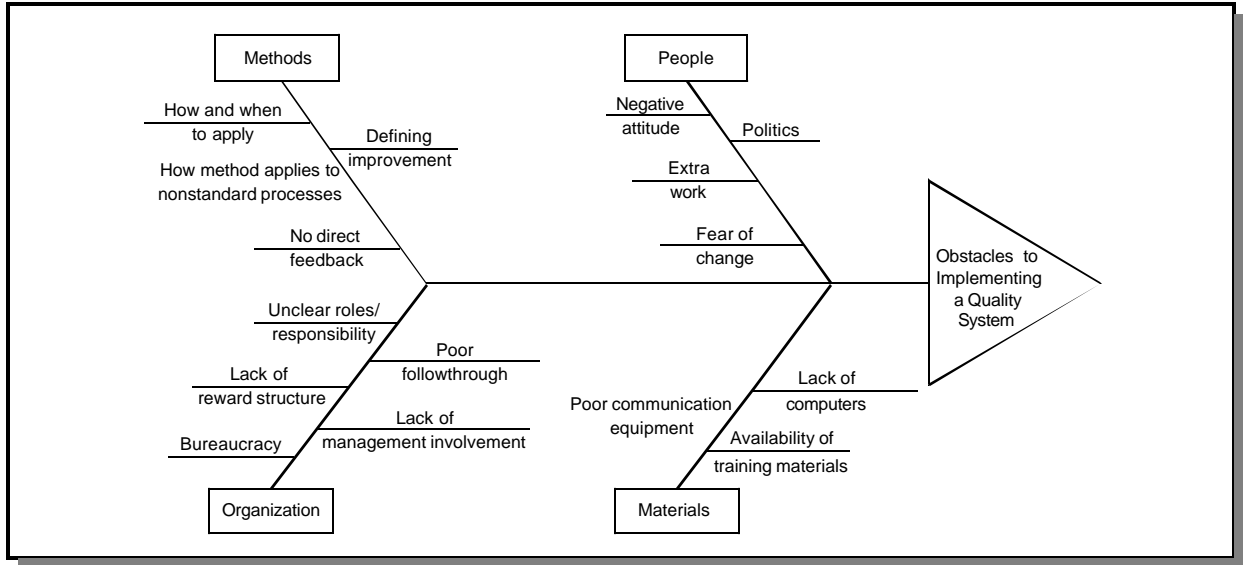 Methods
How and when
to apply
Defining
improvement
How method applies to
nonstandard processes
No direct
feedback
People
Negative
attitude
Politics
Extra
work
Fear of
change
Obstacles to
Implementing
a Quality
System
Unclear roles/
responsibility
Poor
followthrough
Lack of
reward structure
Lack of
management involvement
Bureaucracy
Organization
Lack of
computers
Poor communication
equipment
Availability of
training materials
Materials